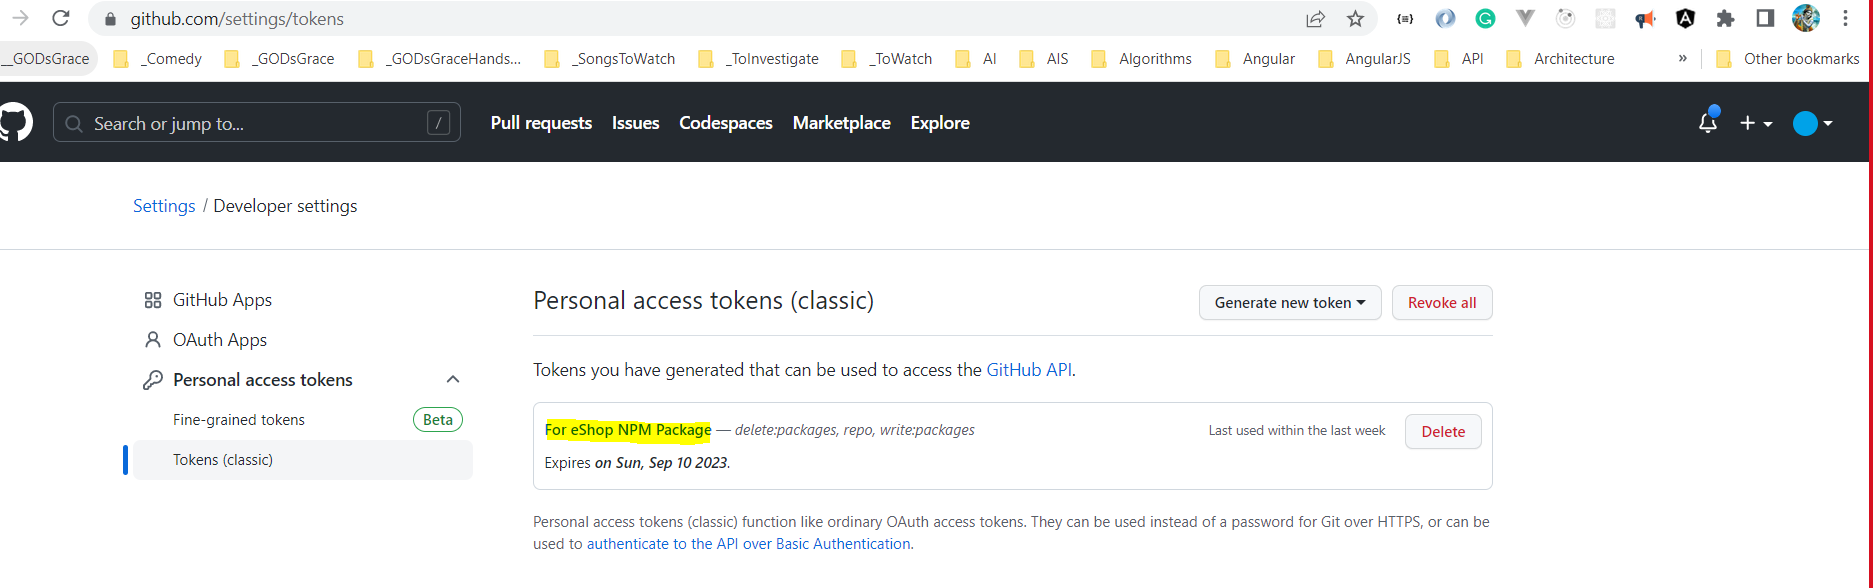 github.com/settings/tokens
__GODsGrace _Comedy _GODsGrace _GODsGraceHands... _SongsToWatch _ToInvestigate _ToWatch AI AIS Algorithms Angular AngularJS API Architecture » Other bookmarks
Search or jump to... / Pull requests Issues Codespaces Marketplace Explore
Settings / Developer settings
GitHub Apps
OAuth Apps
Personal access tokens
Fine-grained tokens Beta
Tokens (classic)
Personal access tokens (classic) Generate new token Revoke all
Tokens you have generated that can be used to access the GitHub API.
For eShop NPM Package — delete:packages, repo, write:packages Last used within the last week Delete
Expires on Sun, Sep 10 2023.
Personal access tokens (classic) function like ordinary OAuth access tokens. They can be used instead of a password for Git over HTTPS, or can be
used to authenticate to the API over Basic Authentication.